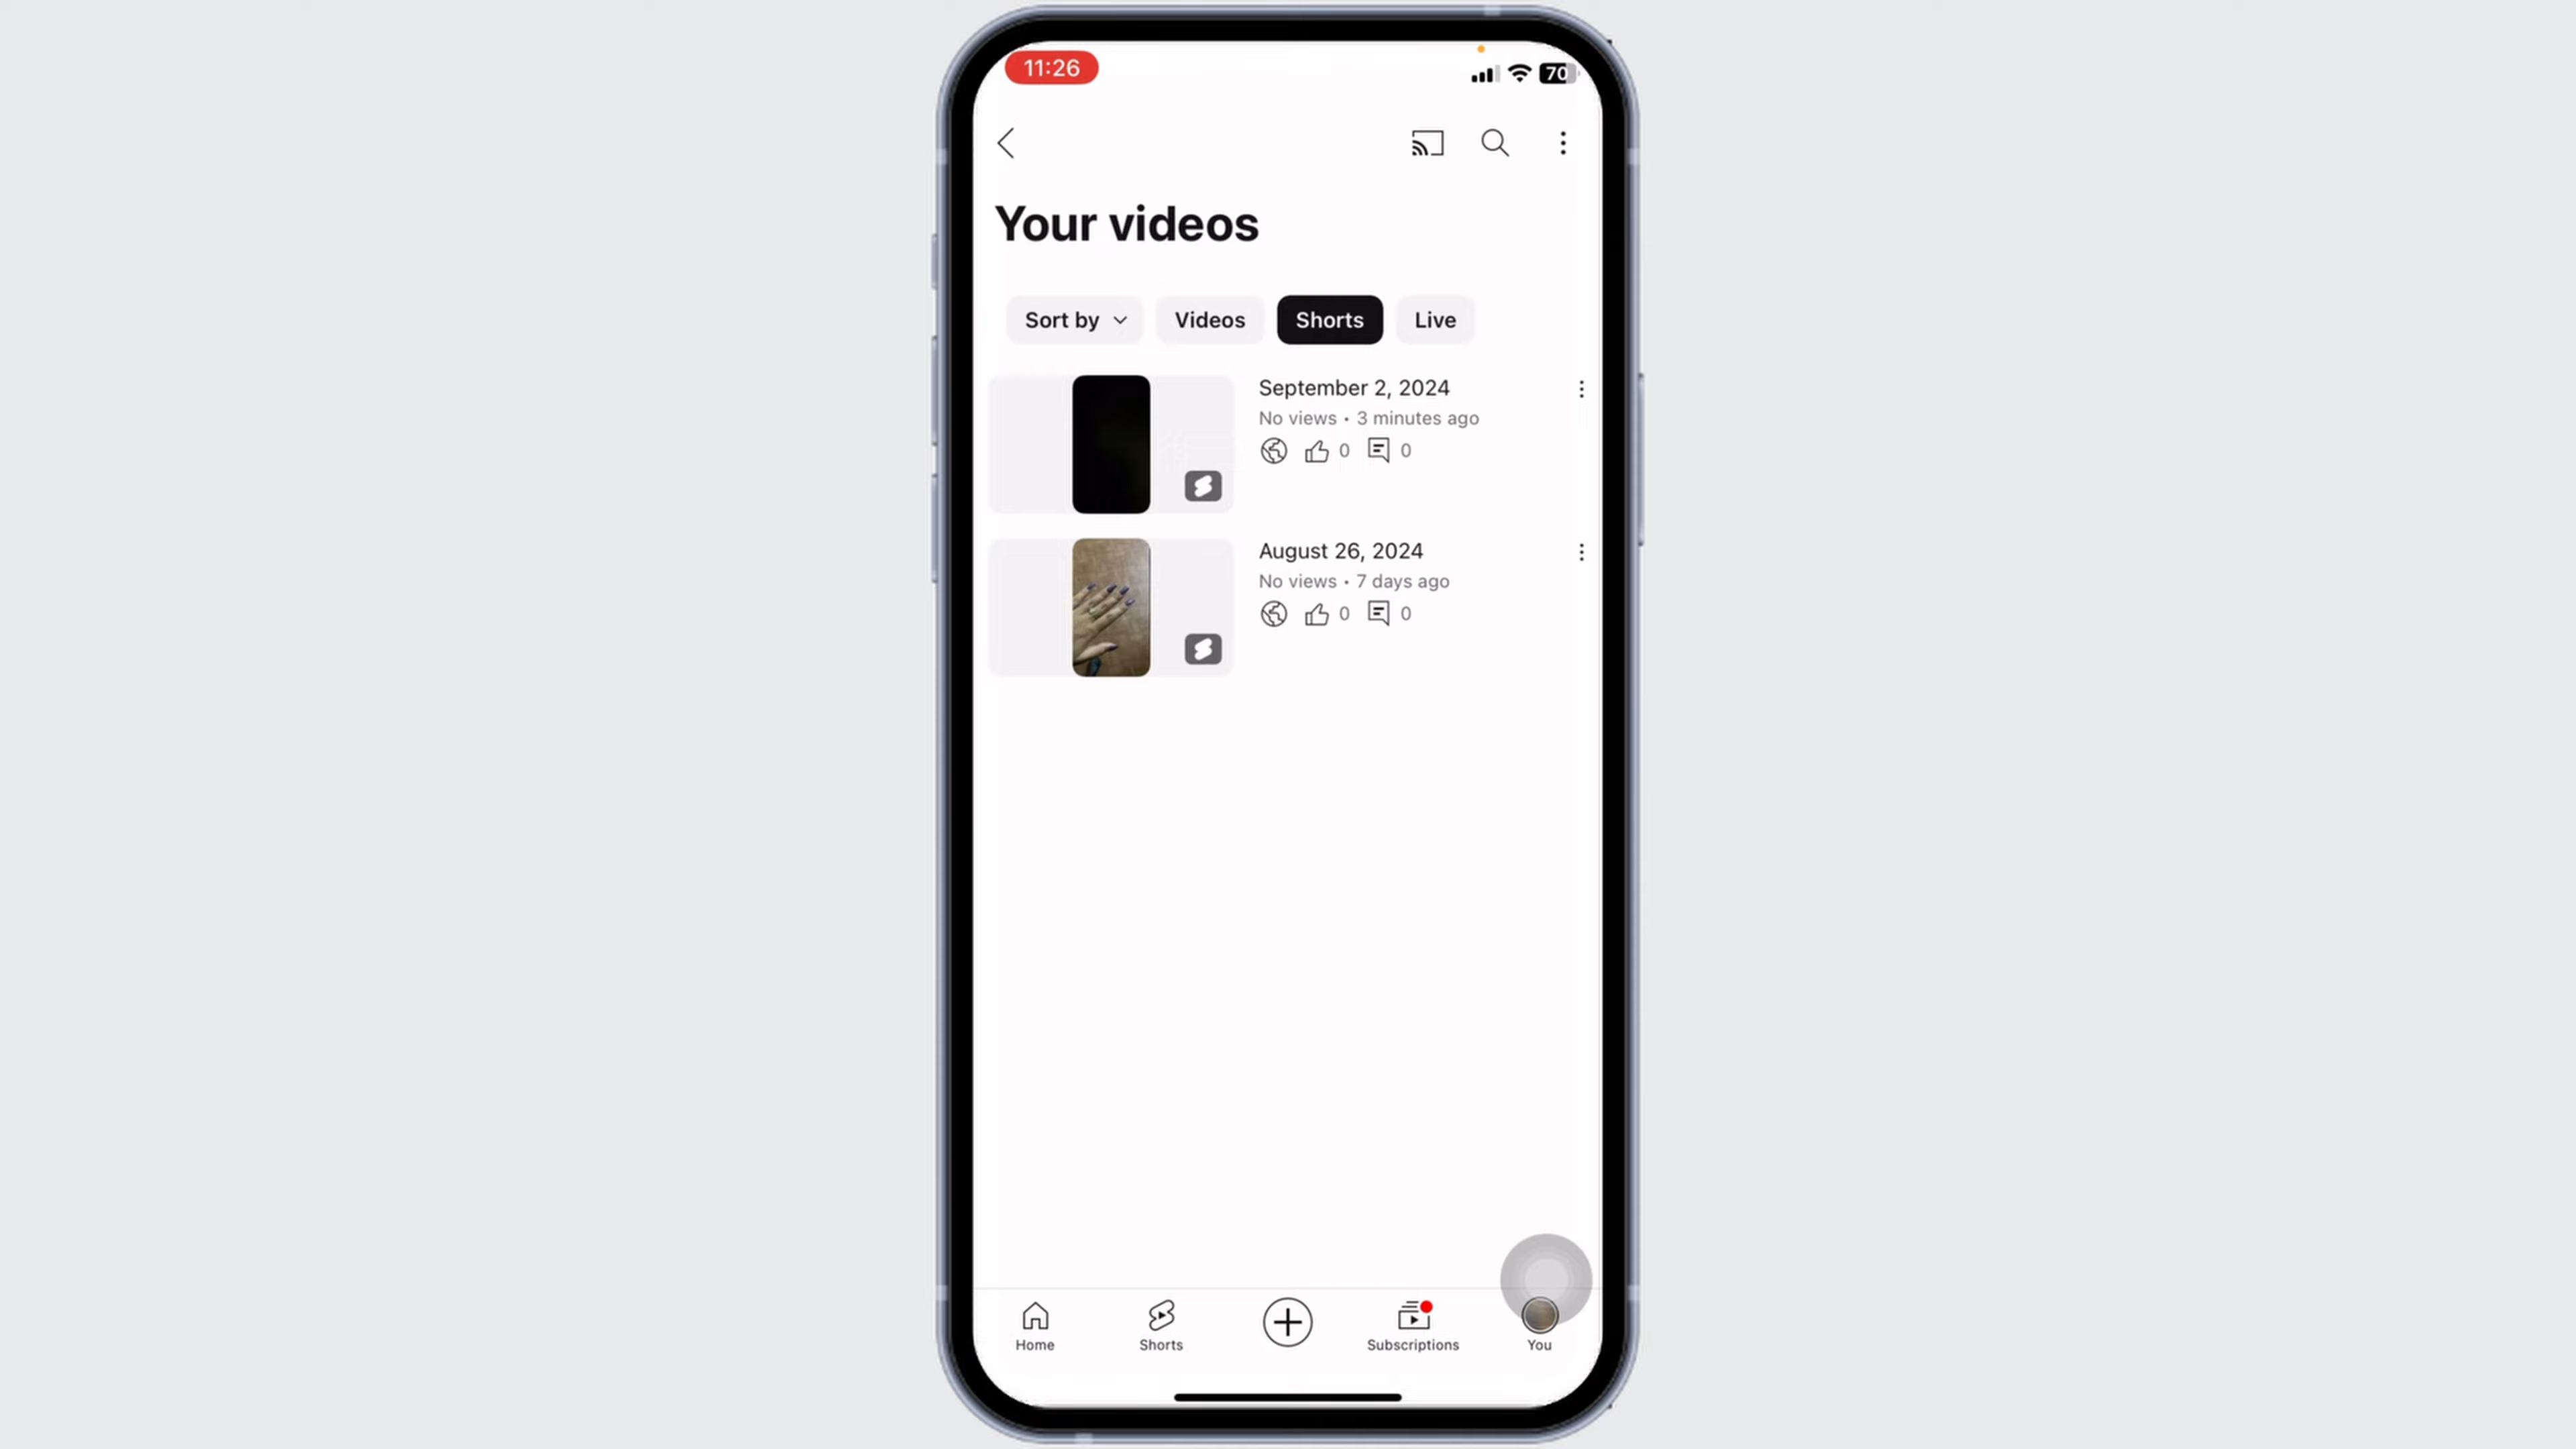 11:26
70
Your videos
Sort by Videos Shorts Live
September 2, 2024
No views • 3 minutes ago
0 0
August 26, 2024
No views • 7 days ago
0 0
Home Shorts Subscriptions You